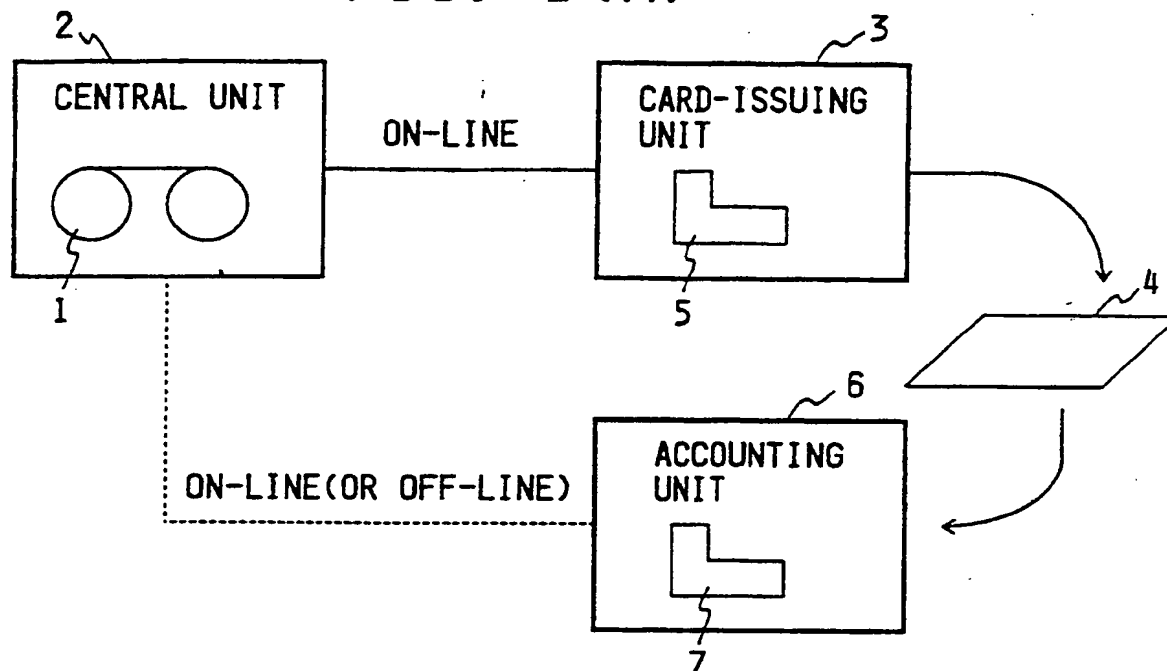 2
3
CENTRAL UNIT
CARD-ISSUING
UNIT
ON-LINE
1
5
4
6
ACCOUNTING
UNIT
ON-LINE(OR OFF-LINE)
7